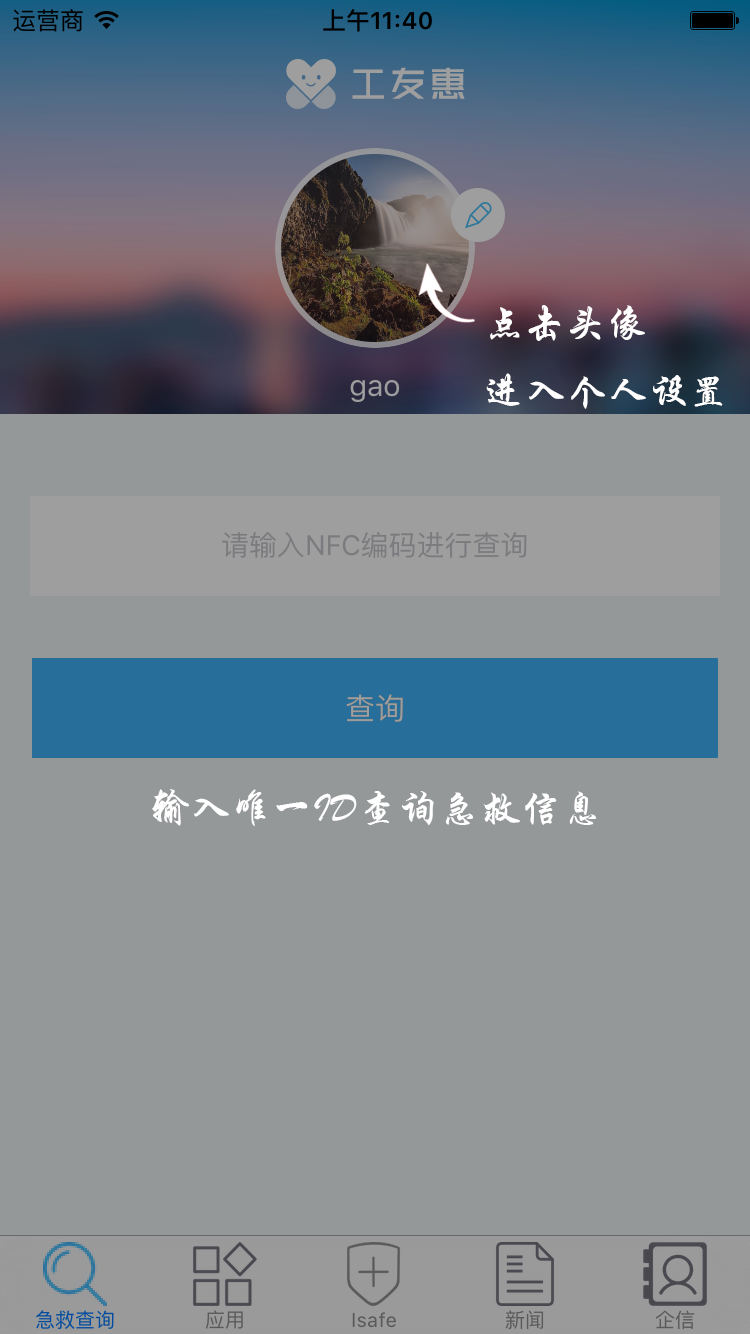 运营商 上午11:40
工友惠
点击头像
进入个人设置
gao
请输入NFC编码进行查询
查询
输入唯一ID查询急救信息
急救查询 应用 Isafe 新闻 企信